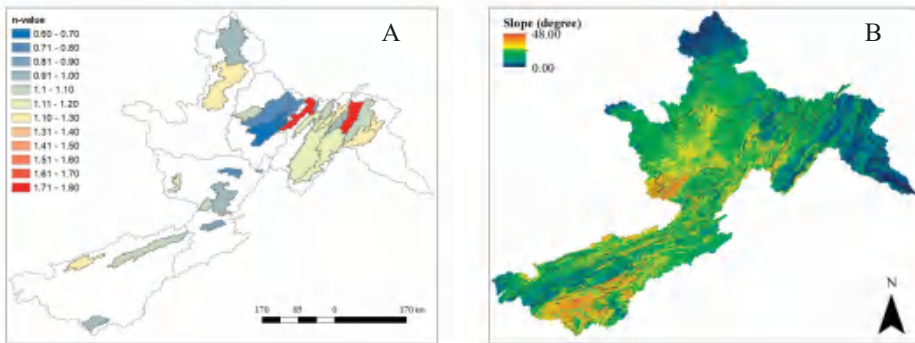 n-value
0.60 - 0.70
0.71 - 0.80
0.81 - 0.90
0.91 - 1.00
1.1 - 1.10
1.11 - 1.20
1.10 - 1.30
1.31 - 1.40
1.41 - 1.50
1.51 - 1.60
1.61 - 1.70
1.71 - 1.80
A
170 85 0 170 km
Slope (degree)
48.00
0.00
B
N